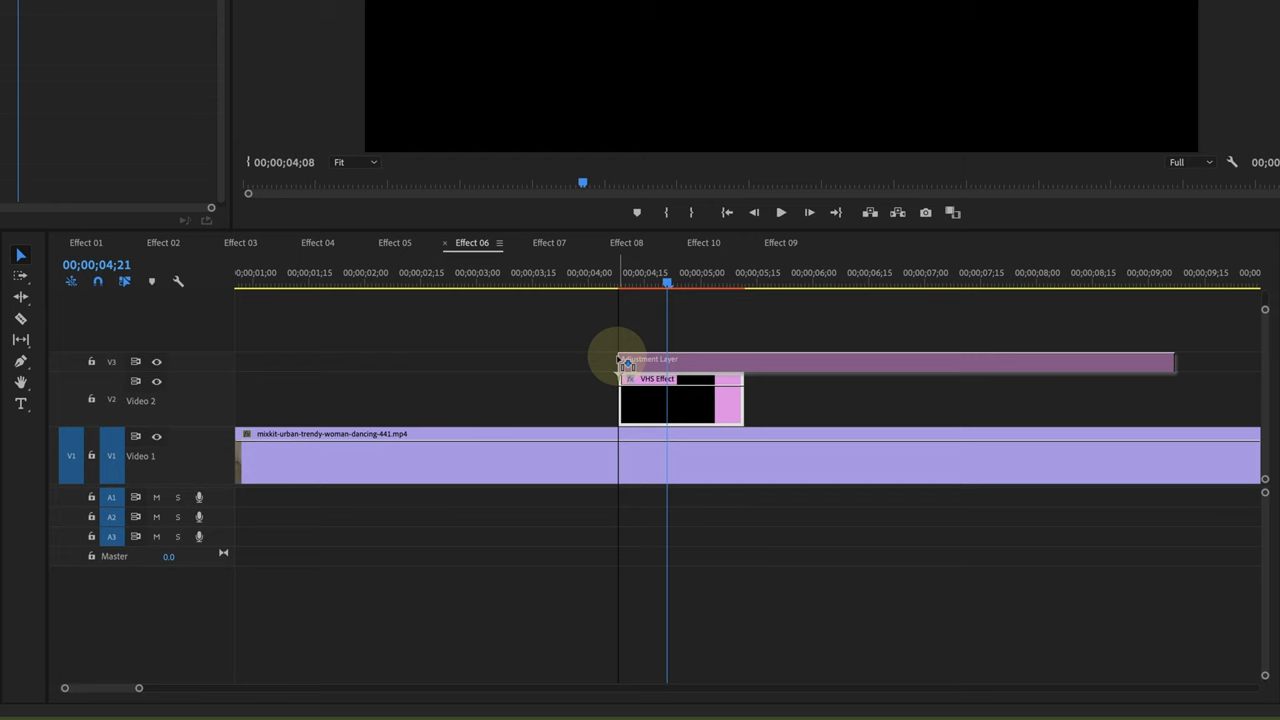 00;00;04;08 Fit Full 00;00
Effect 01 Effect 02 Effect 03 Effect 04 Effect 05 × Effect 06 Effect 07 Effect 08 Effect 10 Effect 09
00;00;04;21
00;00;01;00 00;00;01;15 00;00;02;00 00;00;02;15 00;00;03;00 00;00;03;15 00;00;04;00 00;00;04;15 00;00;05;00 00;00;05;15 00;00;06;00 00;00;06;15 00;00;07;00 00;00;07;15 00;00;08;00 00;00;08;15 00;00;09;00 00;00;09;15 00;00
V3 Adjustment Layer
fx VHS Effect
V2 Video 2
mixkit-urban-trendy-woman-dancing-441.mp4
V1 V1 Video 1
A1 M S
A2 M S
A3 M S
Master 0.0